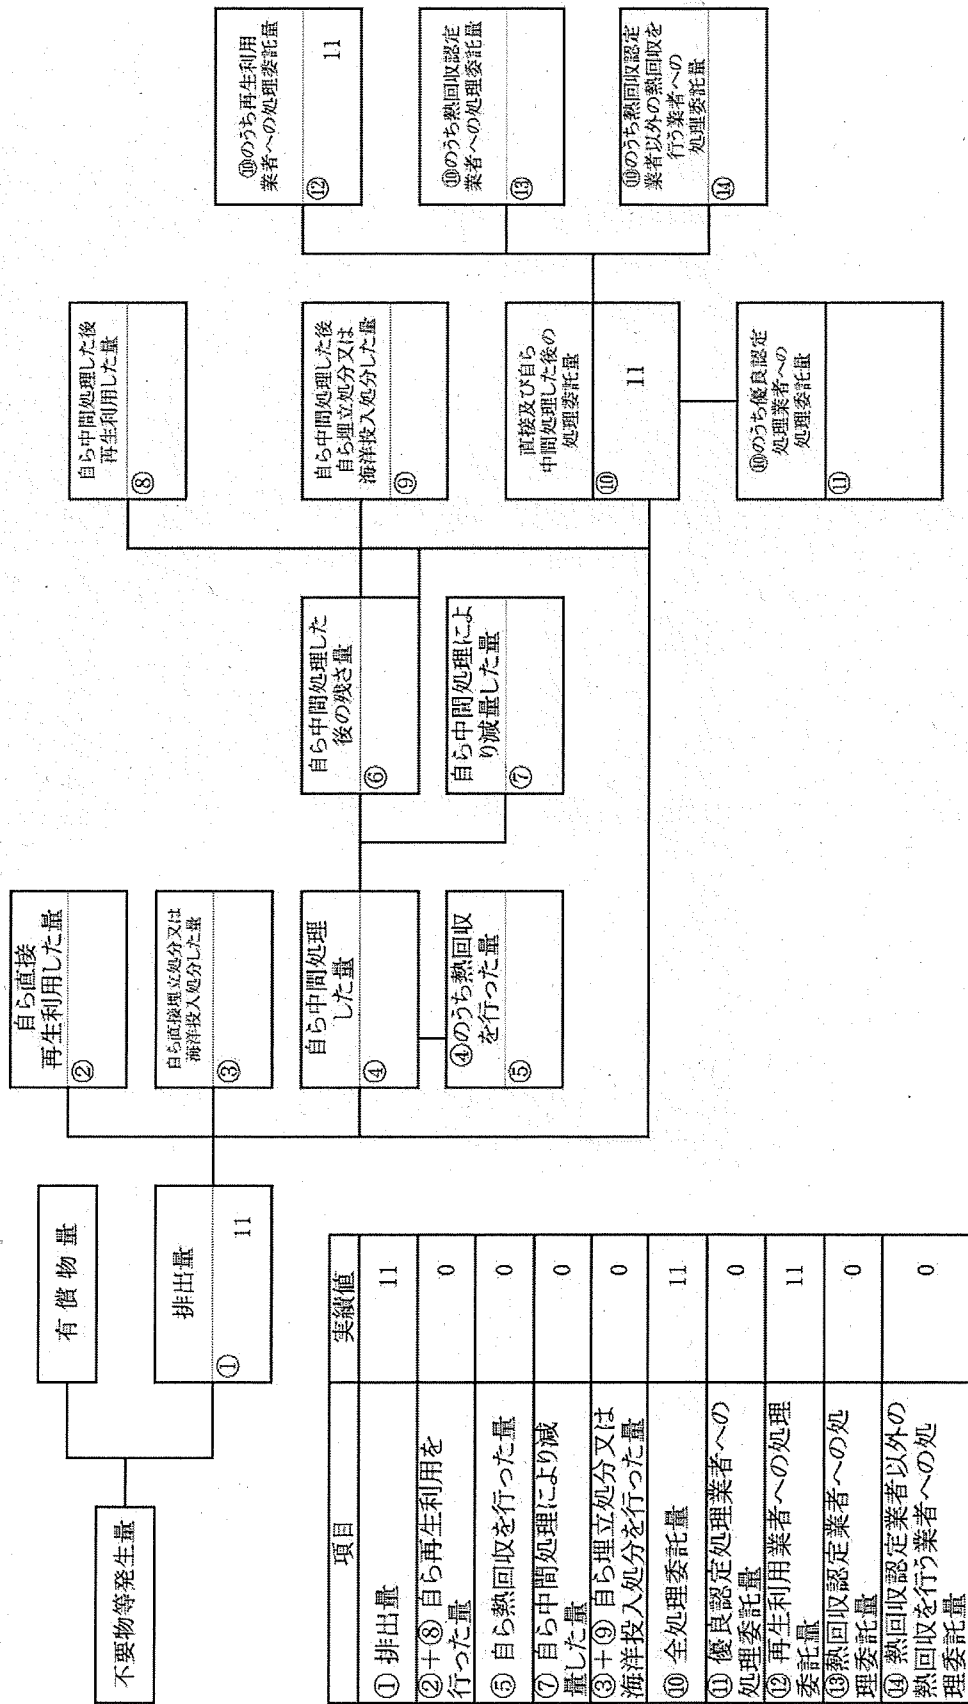 不要物等発生量
有償物量
排出量
①
11
自ら直接
再生利用した量
②
自ら直接埋立処分又は
海洋投入処分した量
③
自ら中間処理
した量
④
④のうち熱回収
を行った量
⑤
自ら中間処理した
後の残さ量
⑥
自ら中間処理によ
り減量した量
⑦
自ら中間処理した後
再生利用した量
⑧
自ら中間処理した後
自ら埋立処分又は
海洋投入処分した量
⑨
直接及び自ら
中間処理した後の
処理委託量
⑩
11
⑩のうち優良認定
処理業者への
処理委託量
⑪
⑩のうち再生利用
業者への処理委託量
⑫
11
⑩のうち熱回収認定
業者への処理委託量
⑬
⑩のうち熱回収認定
業者以外の熱回収を
行う業者への
処理委託量
⑭
項目 実績値
① 排出量 11
②+⑧ 自ら再生利用を
行った量 0
⑤ 自ら熱回収を行った量 0
⑦ 自ら中間処理により減
量した量 0
③+⑨ 自ら埋立処分又は
海洋投入処分を行った量 0
⑩ 全処理委託量 11
⑪ 優良認定処理業者への
処理委託量 0
⑫ 再生利用業者への処理
委託量 11
⑬熱回収認定業者への処
理委託量 0
⑭ 熱回収認定業者以外の
熱回収を行う業者への処
理委託量 0